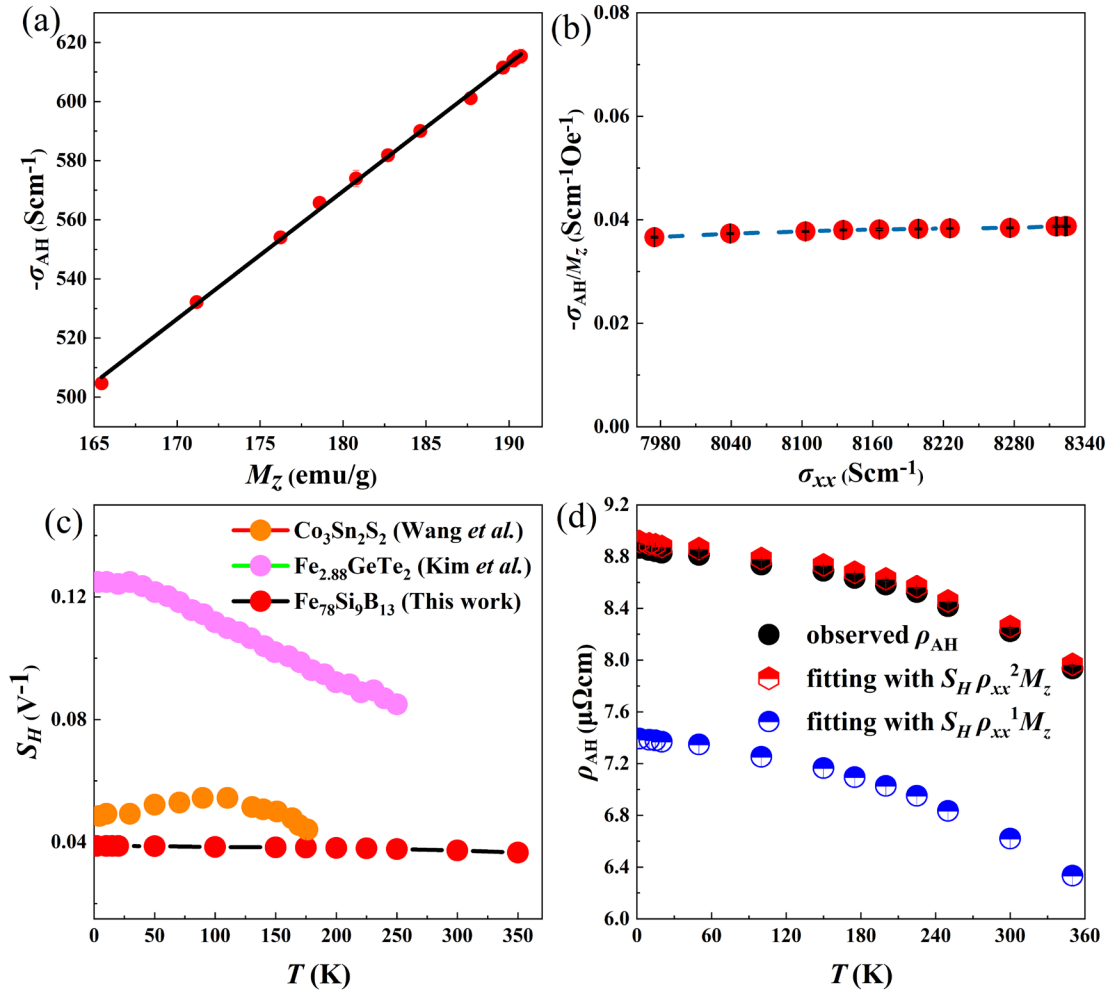 (a)
620
600
580
560
540
520
500
-σAH (Scm⁻¹)
165 170 175 180 185 190
MZ (emu/g)
(b)
0.08
0.06
0.04
0.02
0.00
-σAH/Mz (Scm⁻¹Oe⁻¹)
7980 8040 8100 8160 8220 8280 8340
σxx (Scm⁻¹)
(c)
Co₃Sn₂S₂ (Wang et al.)
Fe₂.₈₈GeTe₂ (Kim et al.)
Fe₇₈Si₉B₁₃ (This work)
0.12
0.08
0.04
SH (V⁻¹)
0 50 100 150 200 250 300 350
T (K)
(d)
9.2
8.8
8.4
8.0
7.6
7.2
6.8
6.4
6.0
ρAH (μΩcm)
observed ρAH
fitting with SH ρxx²Mz
fitting with SH ρxx¹Mz
0 60 120 180 240 300 360
T (K)